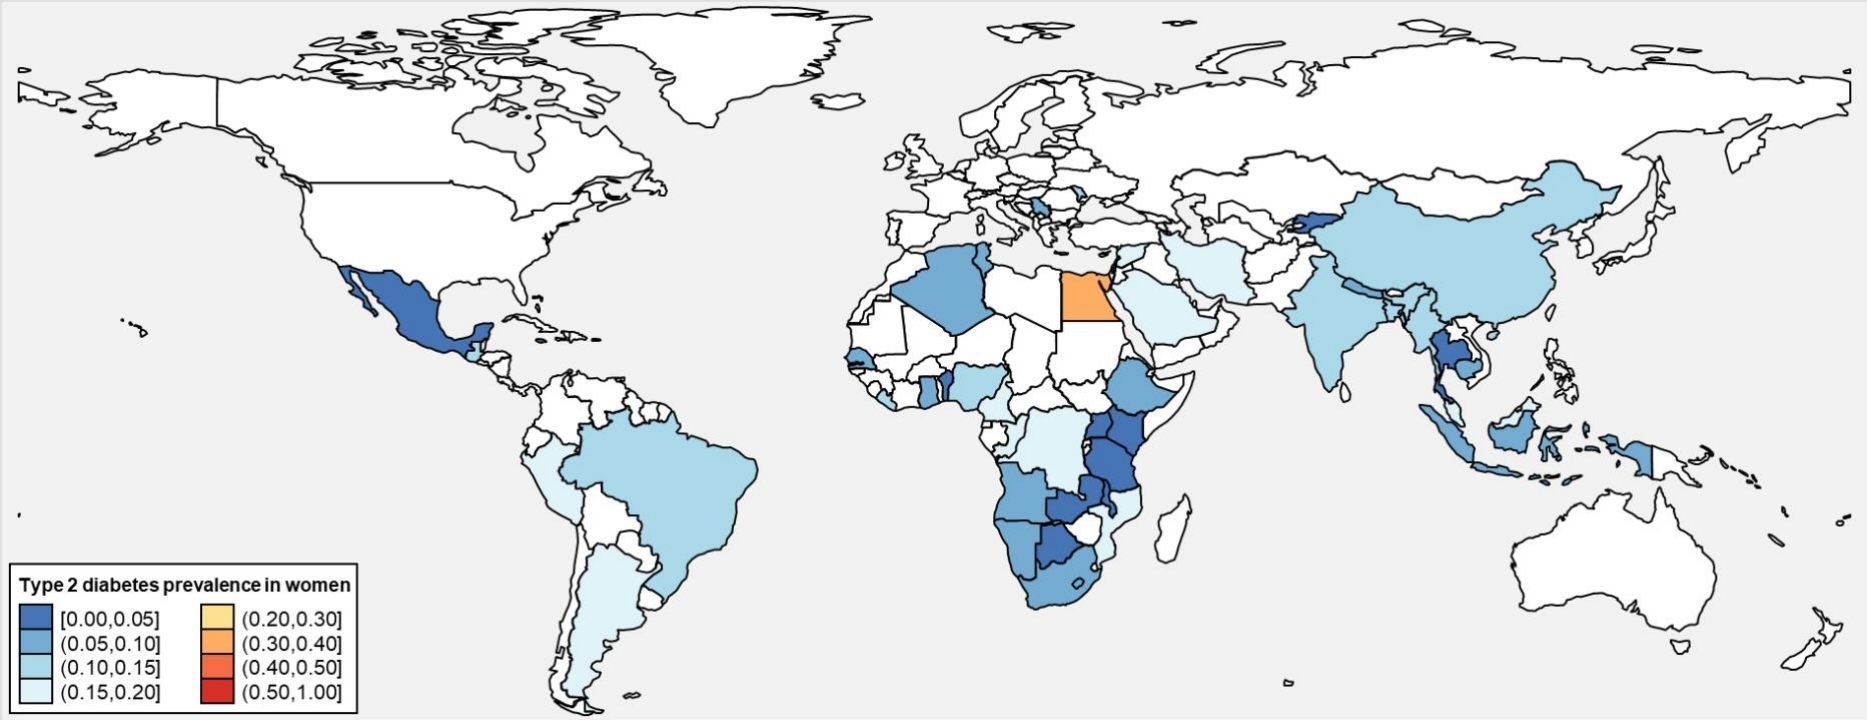 Type 2 diabetes prevalence in women
[0.00,0.05] (0.20,0.30]
(0.05,0.10] (0.30,0.40]
(0.10,0.15] (0.40,0.50]
(0.15,0.20] (0.50,1.00]